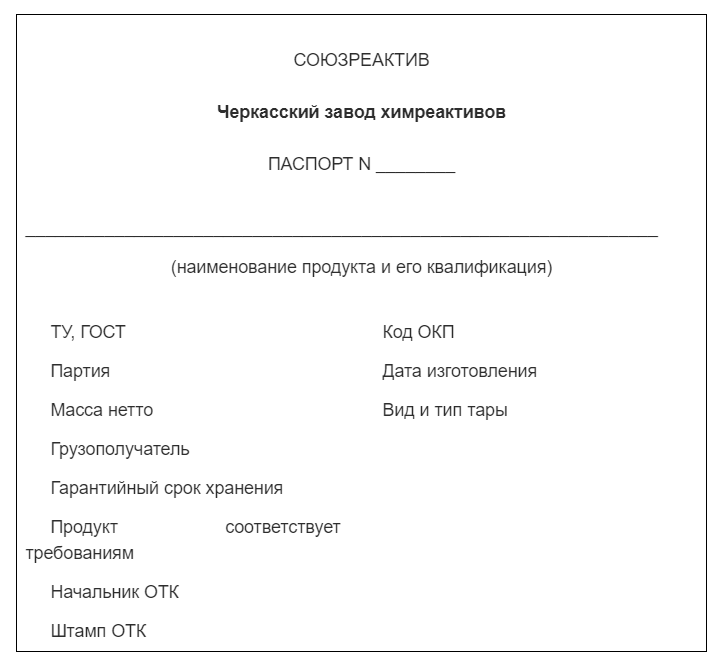 СОЮЗРЕАКТИВ
Черкасский завод химреактивов
ПАСПОРТ N ________
________________________________________________________________
(наименование продукта и его квалификация)
ТУ, ГОСТ Код ОКП
Партия Дата изготовления
Масса нетто Вид и тип тары
Грузополучатель
Гарантийный срок хранения
Продукт соответствует
требованиям
Начальник ОТК
Штамп ОТК